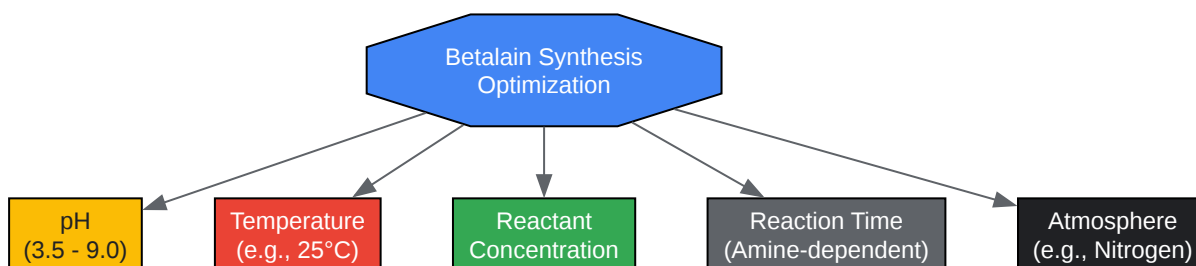 Betalain Synthesis
Optimization
pH
(3.5 - 9.0)
Temperature
(e.g., 25°C)
Reactant
Concentration
Reaction Time
(Amine-dependent)
Atmosphere
(e.g., Nitrogen)